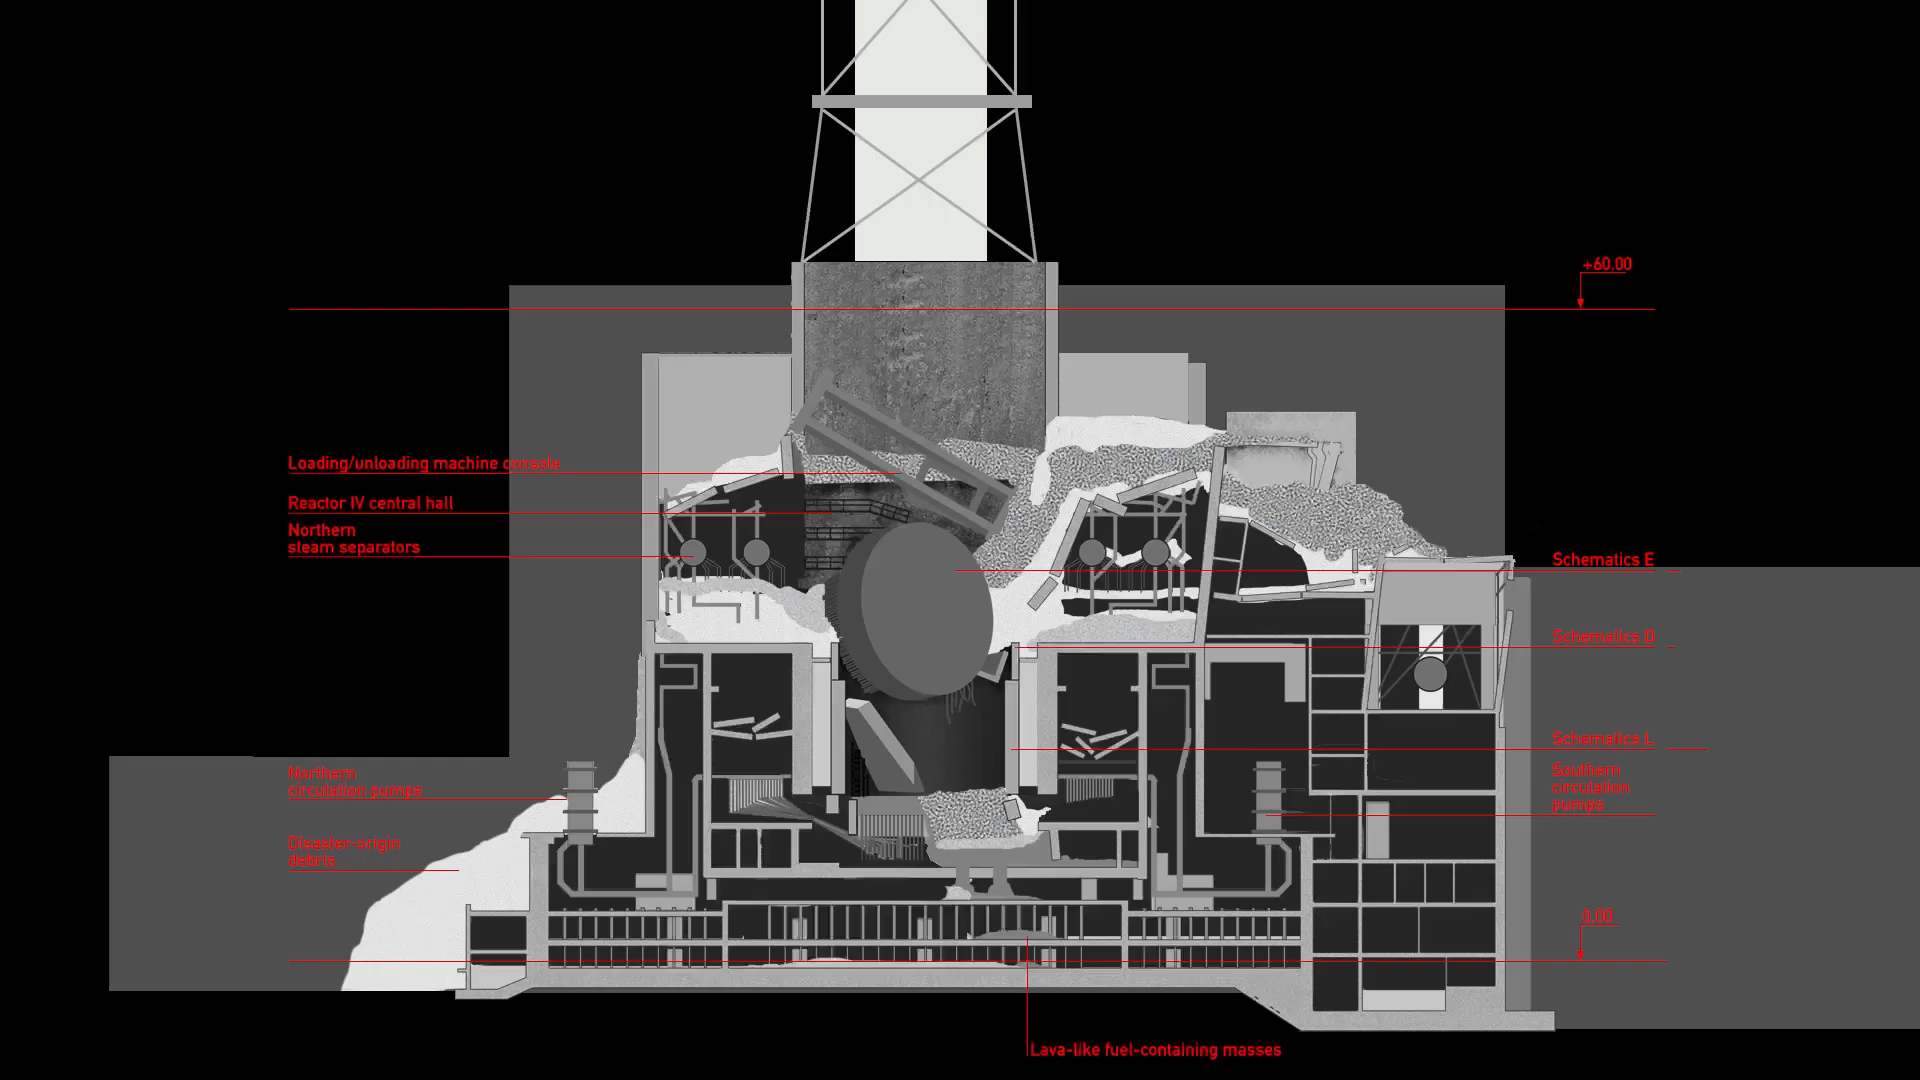 +60,00
Loading/unloading machine console
Reactor IV central hall
Northern
sleam separators
Schematics E
Schematics D
Schematics L
Northern
circulation pumps
Southern
circulation
pumps
Disaster-origin
debris
0,00
Lava-like fuel-containing masses